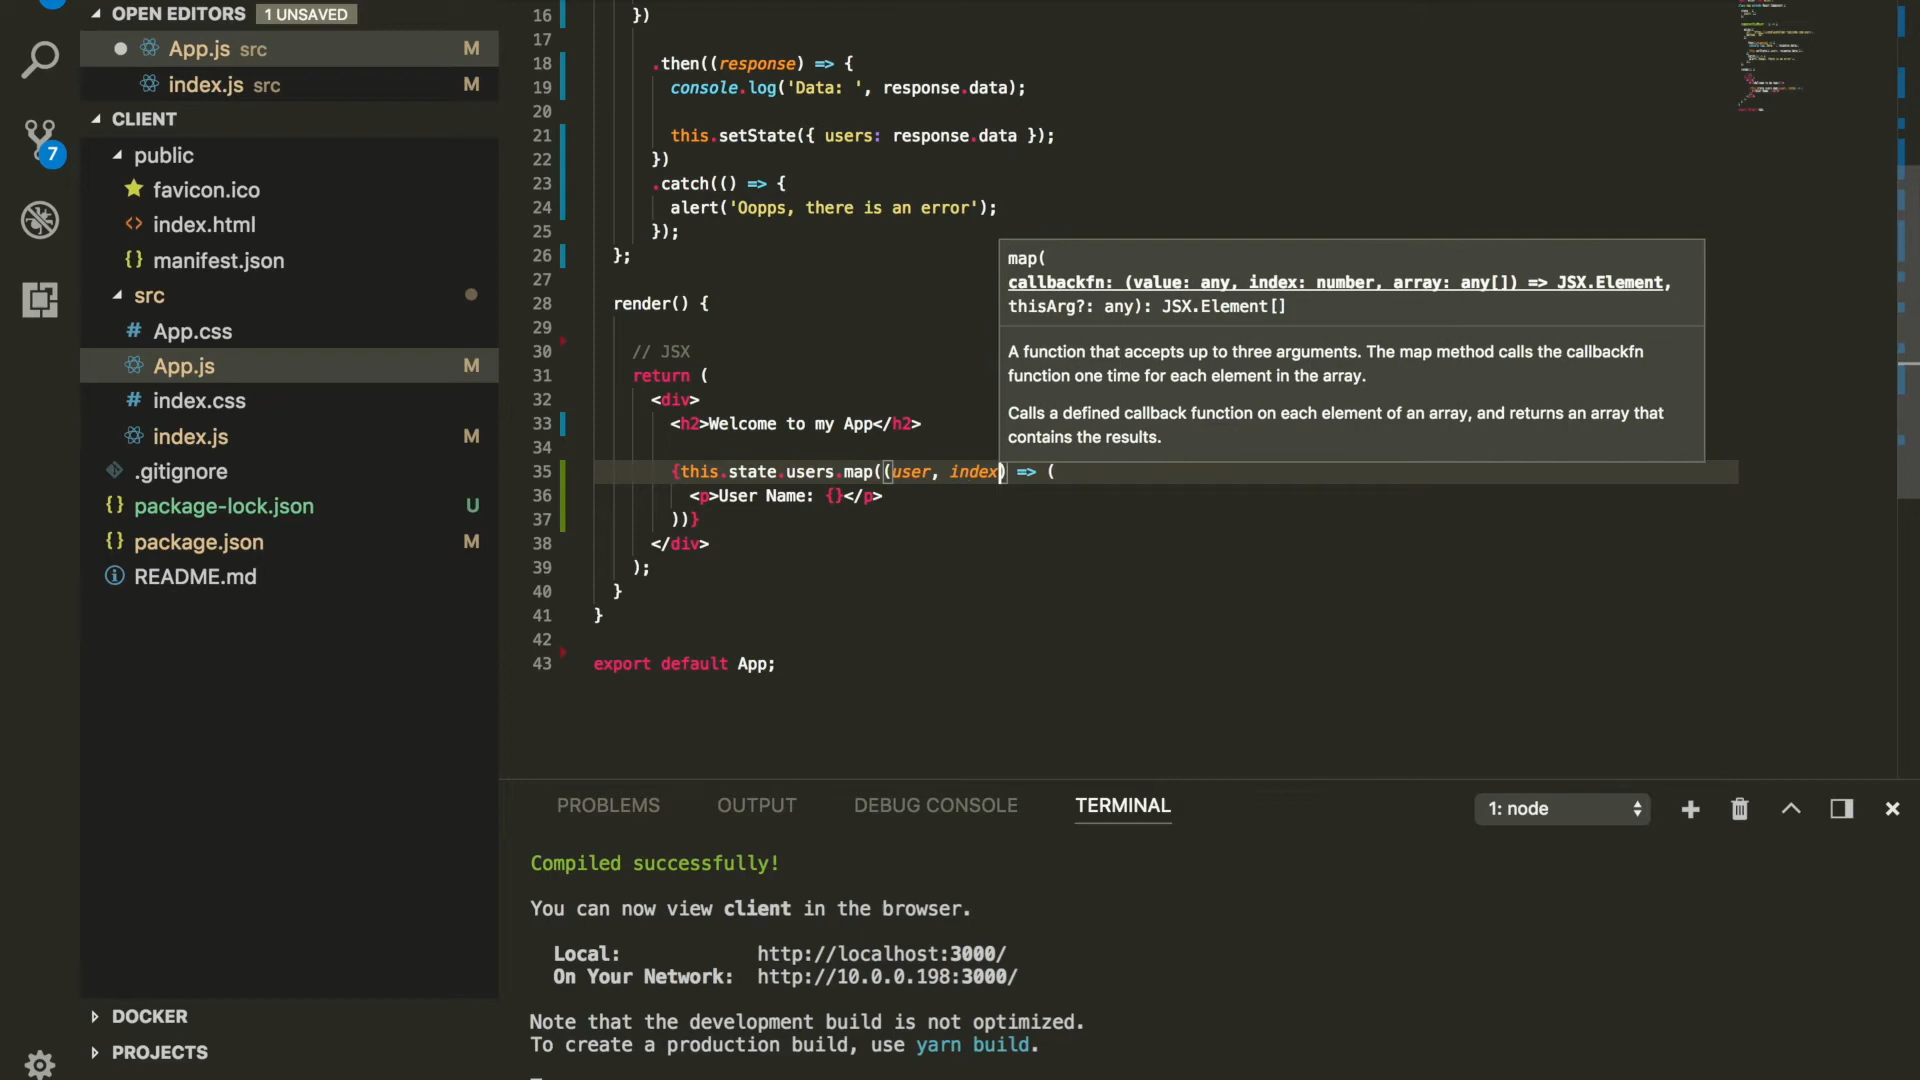 OPEN EDITORS 1 UNSAVED
App.js src M
index.js src M
CLIENT
public
favicon.ico
index.html
manifest.json
src
App.css
App.js M
index.css
index.js M
.gitignore
package-lock.json U
package.json M
README.md
DOCKER
PROJECTS
7
16 })
17
18 .then((response) => {
19 console.log('Data: ', response.data);
20
21 this.setState({ users: response.data });
22 })
23 .catch(() => {
24 alert('Oopps, there is an error');
25 });
26 };
27
28 render() {
29
30 // JSX
31 return (
32 <div>
33 <h2>Welcome to my App</h2>
34
35 {this.state.users.map((user, index) => (
36 <p>User Name: {}</p>
37 ))}
38 </div>
39 );
40 }
41 }
42
43 export default App;
map(
callbackfn: (value: any, index: number, array: any[]) => JSX.Element,
thisArg?: any): JSX.Element[]
A function that accepts up to three arguments. The map method calls the callbackfn
function one time for each element in the array.
Calls a defined callback function on each element of an array, and returns an array that
contains the results.
PROBLEMS OUTPUT DEBUG CONSOLE TERMINAL 1: node
Compiled successfully!
You can now view client in the browser.
Local: http://localhost:3000/
On Your Network: http://10.0.0.198:3000/
Note that the development build is not optimized.
To create a production build, use yarn build.